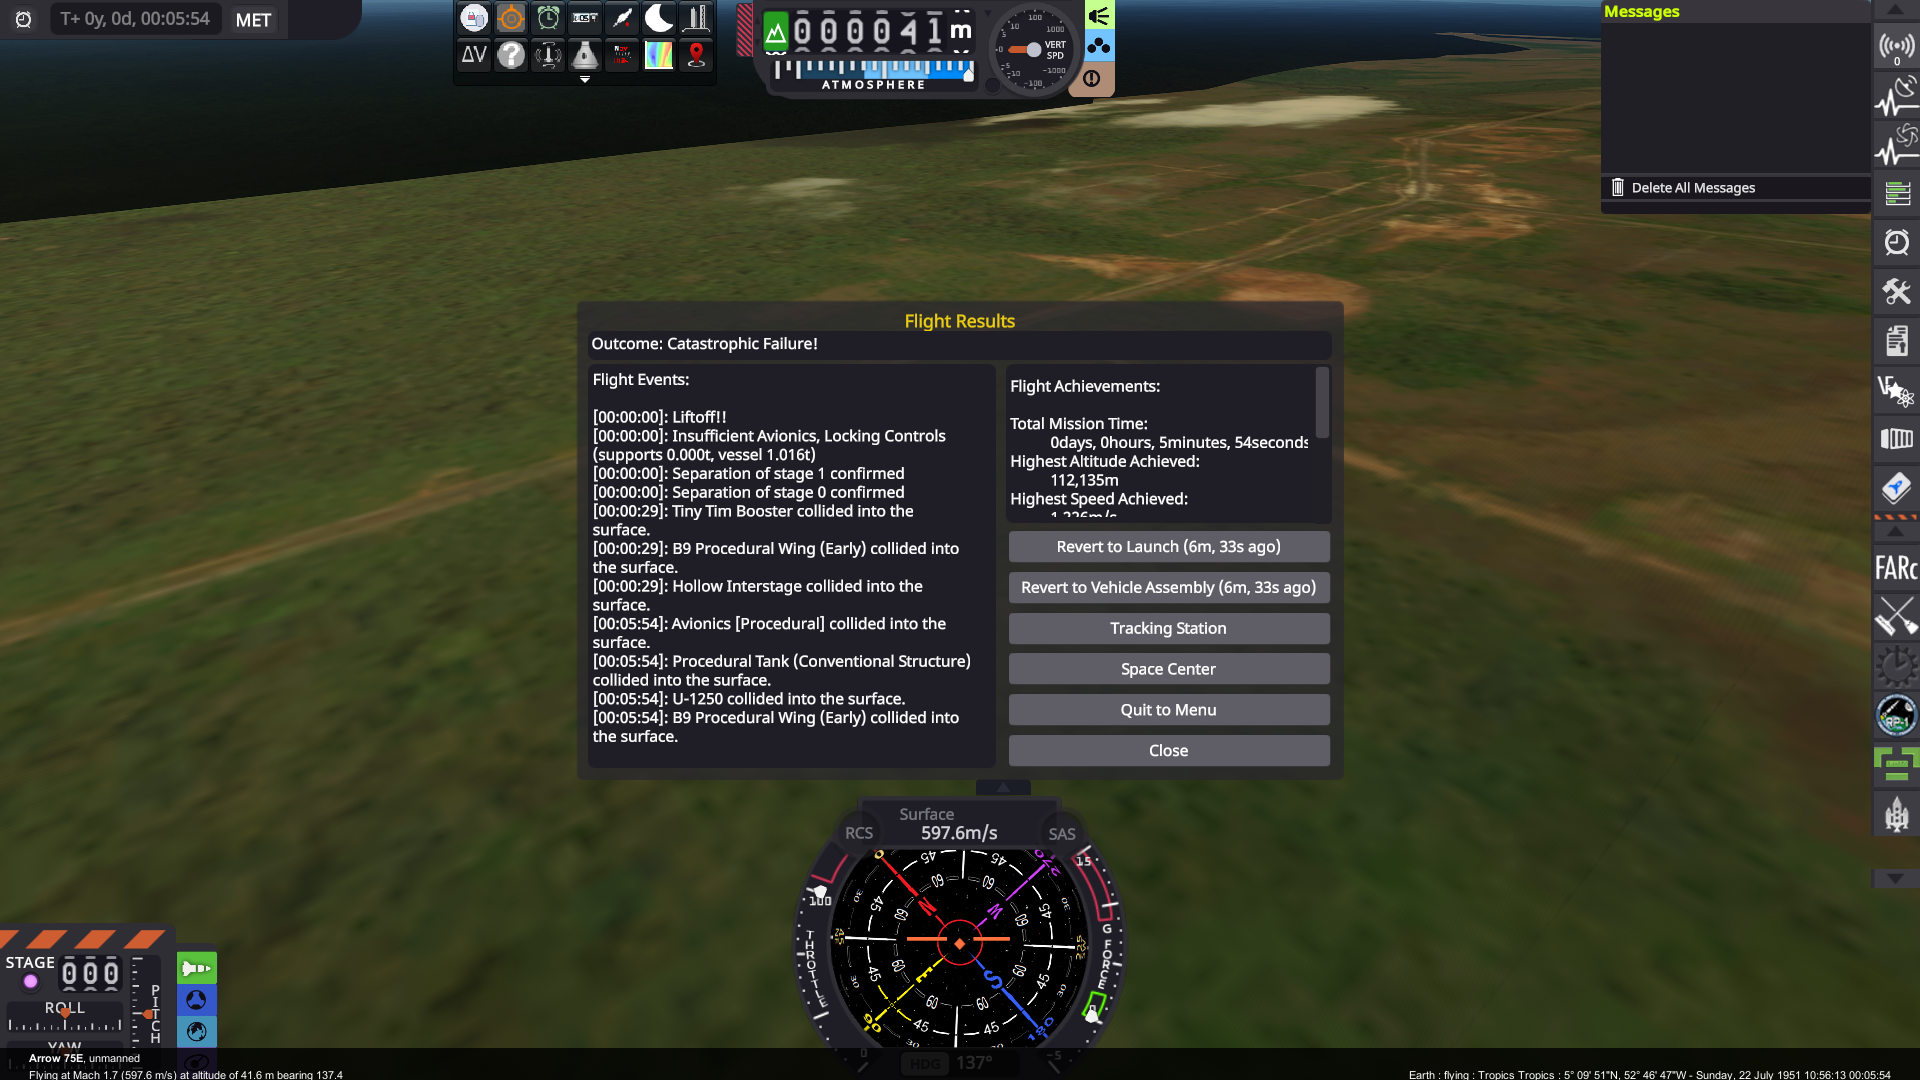 T+ 0y, 0d, 00:05:54 MET
ΔV
000041 m
ATMOSPHERE
VERT
SPD
Messages
Delete All Messages
0
FARc
RP-1
Flight Results
Outcome: Catastrophic Failure!
Flight Events:
[00:00:00]: Liftoff!!
[00:00:00]: Insufficient Avionics, Locking Controls
(supports 0.000t, vessel 1.016t)
[00:00:00]: Separation of stage 1 confirmed
[00:00:00]: Separation of stage 0 confirmed
[00:00:29]: Tiny Tim Booster collided into the
surface.
[00:00:29]: B9 Procedural Wing (Early) collided into
the surface.
[00:00:29]: Hollow Interstage collided into the
surface.
[00:05:54]: Avionics [Procedural] collided into the
surface.
[00:05:54]: Procedural Tank (Conventional Structure)
collided into the surface.
[00:05:54]: U-1250 collided into the surface.
[00:05:54]: B9 Procedural Wing (Early) collided into
the surface.
Flight Achievements:
Total Mission Time:
0days, 0hours, 5minutes, 54seconds
Highest Altitude Achieved:
112,135m
Highest Speed Achieved:
1,226m/s
Revert to Launch (6m, 33s ago)
Revert to Vehicle Assembly (6m, 33s ago)
Tracking Station
Space Center
Quit to Menu
Close
Surface
597.6m/s
RCS
SAS
THROTTLE
100
0
G FORCE
15
-5
HDG 137°
STAGE
000
ROLL
PITCH
YAW
Arrow 75E, unmanned
Flying at Mach 1.7 (597.6 m/s) at altitude of 41.6 m bearing 137.4
Earth : flying : Tropics Tropics : 5° 09' 51"N, 52° 46' 47"W - Sunday, 22 July 1951 10:56:13 00:05:54